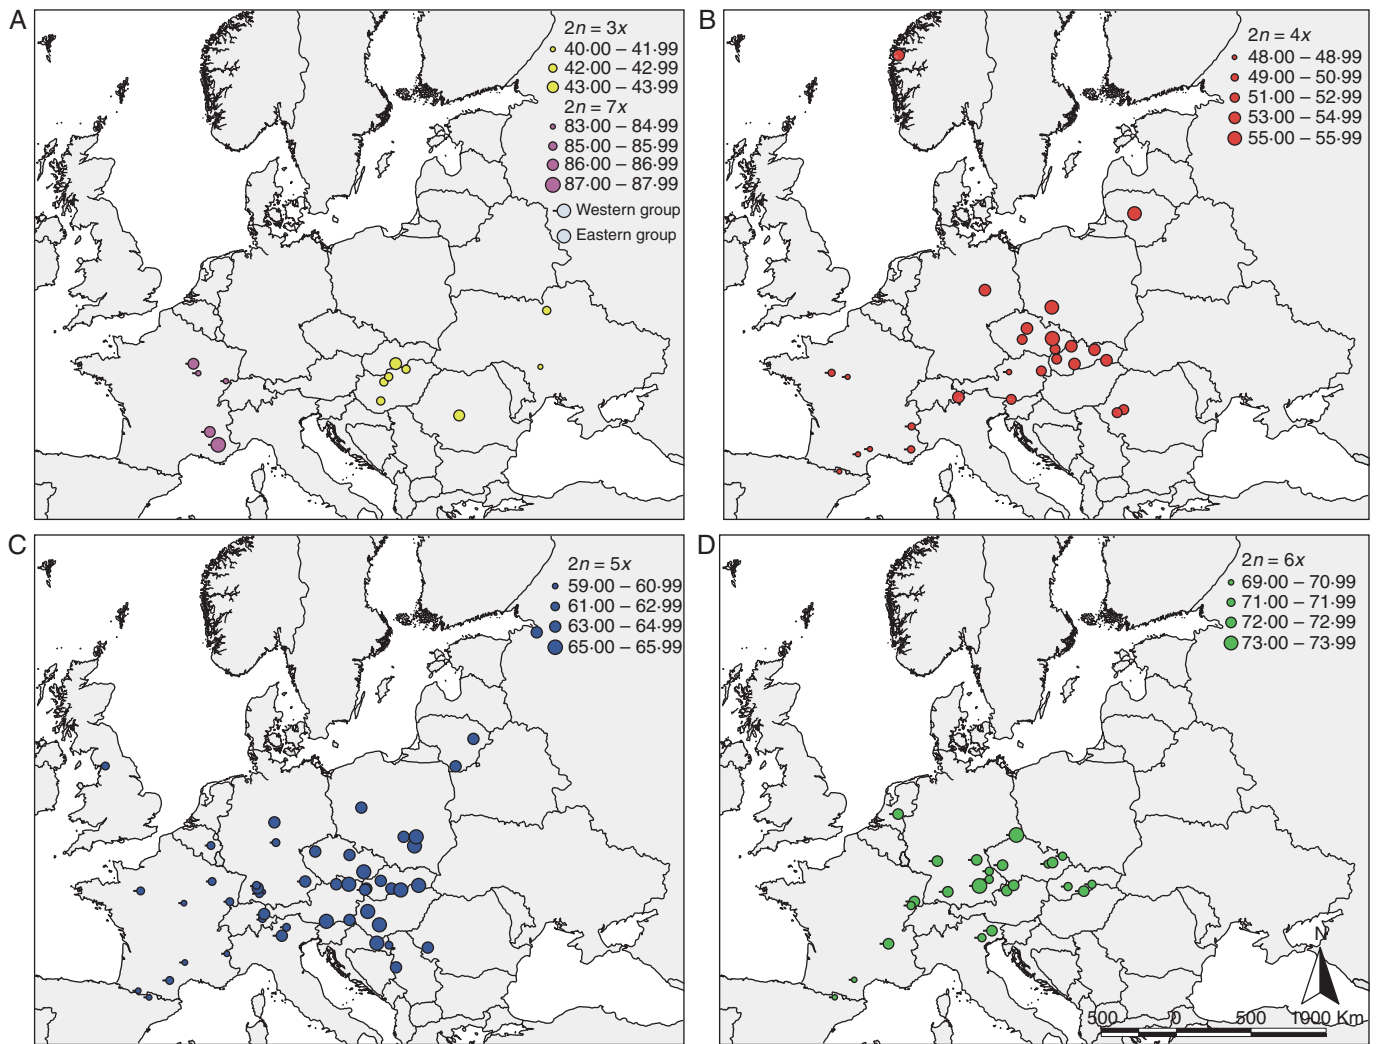 A
2n = 3x
40·00 – 41·99
42·00 – 42·99
43·00 – 43·99
2n = 7x
83·00 – 84·99
85·00 – 85·99
86·00 – 86·99
87·00 – 87·99
Western group
Eastern group
B
2n = 4x
48·00 – 48·99
49·00 – 50·99
51·00 – 52·99
53·00 – 54·99
55·00 – 55·99
C
2n = 5x
59·00 – 60·99
61·00 – 62·99
63·00 – 64·99
65·00 – 65·99
D
2n = 6x
69·00 – 70·99
71·00 – 71·99
72·00 – 72·99
73·00 – 73·99
N
500 0 500 1000 Km